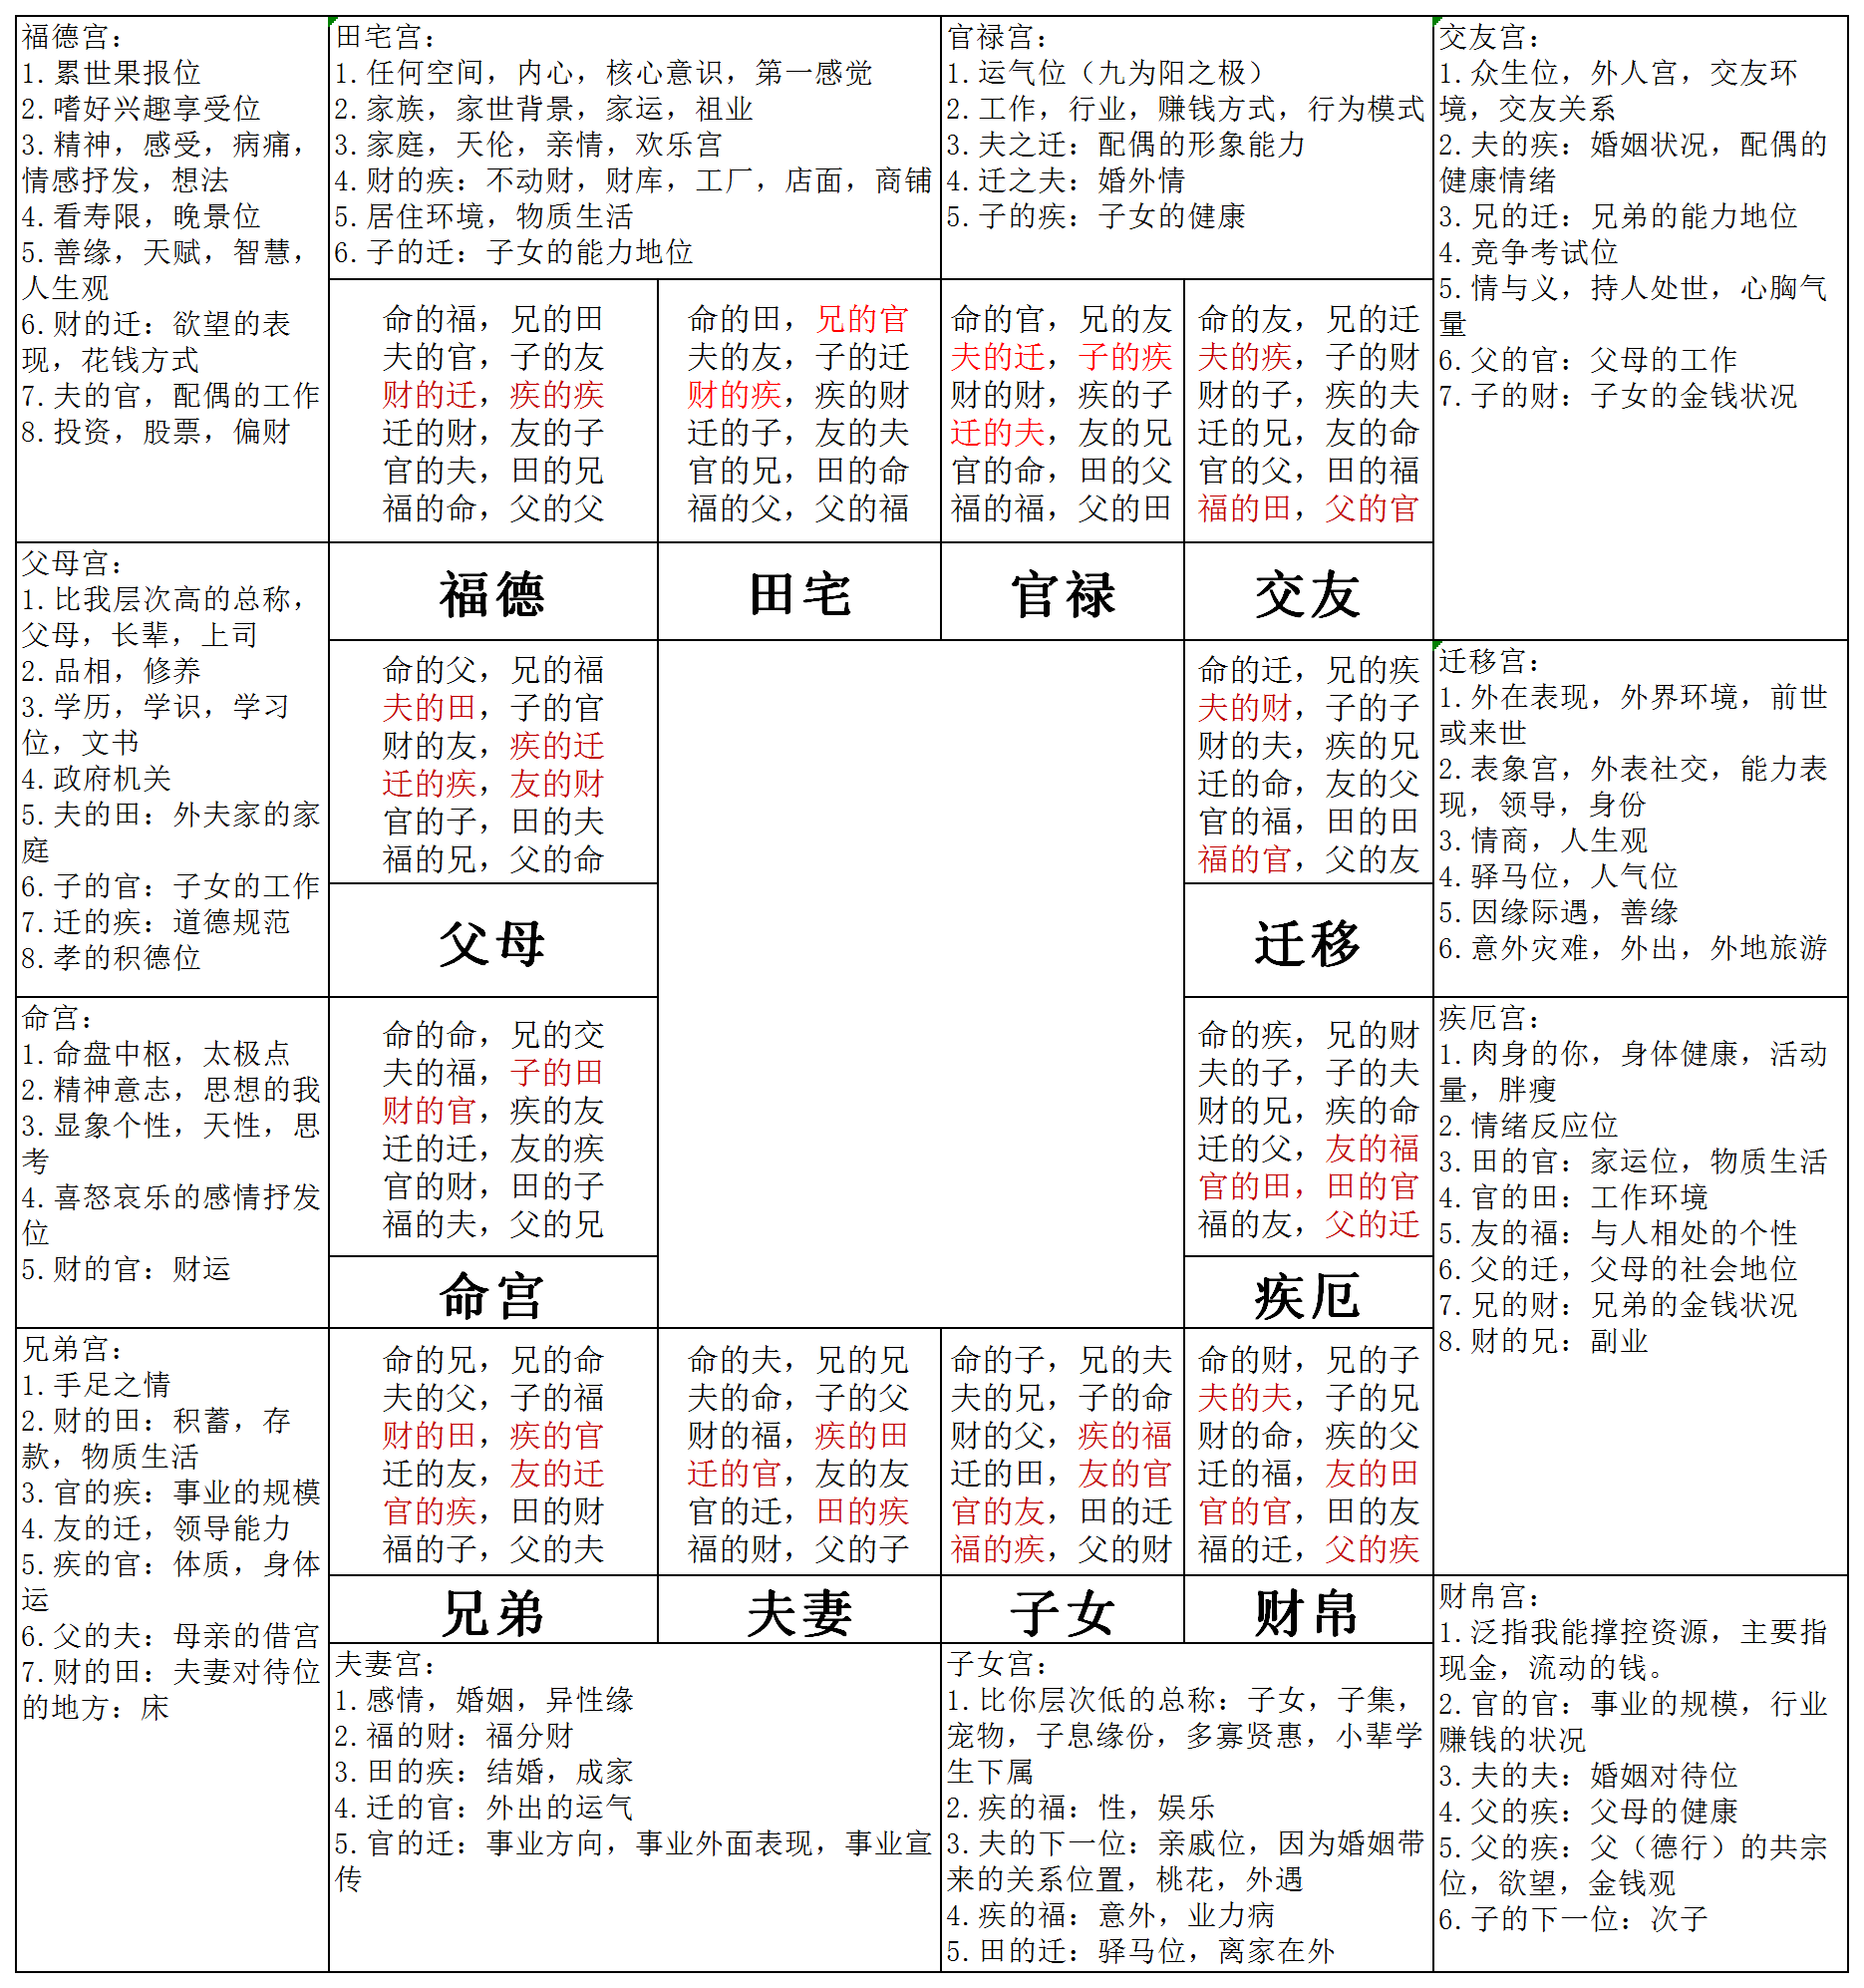 福德宫：
1.累世果报位
2.嗜好兴趣享受位
3.精神，感受，病痛，
情感抒发，想法
4.看寿限，晚景位
5.善缘，天赋，智慧，
人生观
6.财的迁：欲望的表
现，花钱方式
7.夫的官，配偶的工作
8.投资，股票，偏财
田宅宫：
1.任何空间，内心，核心意识，第一感觉
2.家族，家世背景，家运，祖业
3.家庭，天伦，亲情，欢乐宫
4.财的疾：不动财，财库，工厂，店面，商铺
5.居住环境，物质生活
6.子的迁：子女的能力地位
官禄宫：
1.运气位（九为阳之极）
2.工作，行业，赚钱方式，行为模式
3.夫之迁：配偶的形象能力
4.迁之夫：婚外情
5.子的疾：子女的健康
交友宫：
1.众生位，外人宫，交友环
境，交友关系
2.夫的疾：婚姻状况，配偶的
健康情绪
3.兄的迁：兄弟的能力地位
4.竞争考试位
5.情与义，持人处世，心胸气
量
6.父的官：父母的工作
7.子的财：子女的金钱状况
命的福，兄的田
夫的官，子的友
财的迁，疾的疾
迁的财，友的子
官的夫，田的兄
福的命，父的父
福德
命的田，兄的官
夫的友，子的迁
财的疾，疾的财
迁的子，友的夫
官的兄，田的命
福的父，父的福
田宅
命的官，兄的友
夫的迁，子的疾
财的财，疾的子
迁的夫，友的兄
官的命，田的父
福的福，父的田
官禄
命的友，兄的迁
夫的疾，子的财
财的子，疾的夫
迁的兄，友的命
官的父，田的福
福的田，父的官
交友
父母宫：
1.比我层次高的总称，
父母，长辈，上司
2.品相，修养
3.学历，学识，学习
位，文书
4.政府机关
5.夫的田：外夫家的家
庭
6.子的官：子女的工作
7.迁的疾：道德规范
8.孝的积德位
命的父，兄的福
夫的田，子的官
财的友，疾的迁
迁的疾，友的财
官的子，田的夫
福的兄，父的命
父母
命的迁，兄的疾
夫的财，子的子
财的夫，疾的兄
迁的命，友的父
官的福，田的田
福的官，父的友
迁移
迁移宫：
1.外在表现，外界环境，前世
或来世
2.表象宫，外表社交，能力表
现，领导，身份
3.情商，人生观
4.驿马位，人气位
5.因缘际遇，善缘
6.意外灾难，外出，外地旅游
命宫：
1.命盘中枢，太极点
2.精神意志，思想的我
3.显象个性，天性，思
考
4.喜怒哀乐的感情抒发
位
5.财的官：财运
命的命，兄的交
夫的福，子的田
财的官，疾的友
迁的迁，友的疾
官的财，田的子
福的夫，父的兄
命宫
命的疾，兄的财
夫的子，子的夫
财的兄，疾的命
迁的父，友的福
官的田，田的官
福的友，父的迁
疾厄
疾厄宫：
1.肉身的你，身体健康，活动
量，胖瘦
2.情绪反应位
3.田的官：家运位，物质生活
4.官的田：工作环境
5.友的福：与人相处的个性
6.父的迁，父母的社会地位
7.兄的财：兄弟的金钱状况
8.财的兄：副业
兄弟宫：
1.手足之情
2.财的田：积蓄，存
款，物质生活
3.官的疾：事业的规模
4.友的迁，领导能力
5.疾的官：体质，身体
运
6.父的夫：母亲的借宫
7.财的田：夫妻对待位
的地方：床
命的兄，兄的命
夫的父，子的福
财的田，疾的官
迁的友，友的迁
官的疾，田的财
福的子，父的夫
兄弟
命的夫，兄的兄
夫的命，子的父
财的福，疾的田
迁的官，友的友
官的迁，田的疾
福的财，父的子
夫妻
命的子，兄的夫
夫的兄，子的命
财的父，疾的福
迁的田，友的官
官的友，田的迁
福的疾，父的财
子女
命的财，兄的子
夫的夫，子的兄
财的命，疾的父
迁的福，友的田
官的官，田的友
福的迁，父的疾
财帛
夫妻宫：
1.感情，婚姻，异性缘
2.福的财：福分财
3.田的疾：结婚，成家
4.迁的官：外出的运气
5.官的迁：事业方向，事业外面表现，事业宣
传
子女宫：
1.比你层次低的总称：子女，子集，
宠物，子息缘份，多寡贤惠，小辈学
生下属
2.疾的福：性，娱乐
3.夫的下一位：亲戚位，因为婚姻带
来的关系位置，桃花，外遇
4.疾的福：意外，业力病
5.田的迁：驿马位，离家在外
财帛宫：
1.泛指我能撑控资源，主要指
现金，流动的钱。
2.官的官：事业的规模，行业
赚钱的状况
3.夫的夫：婚姻对待位
4.父的疾：父母的健康
5.父的疾：父（德行）的共宗
位，欲望，金钱观
6.子的下一位：次子